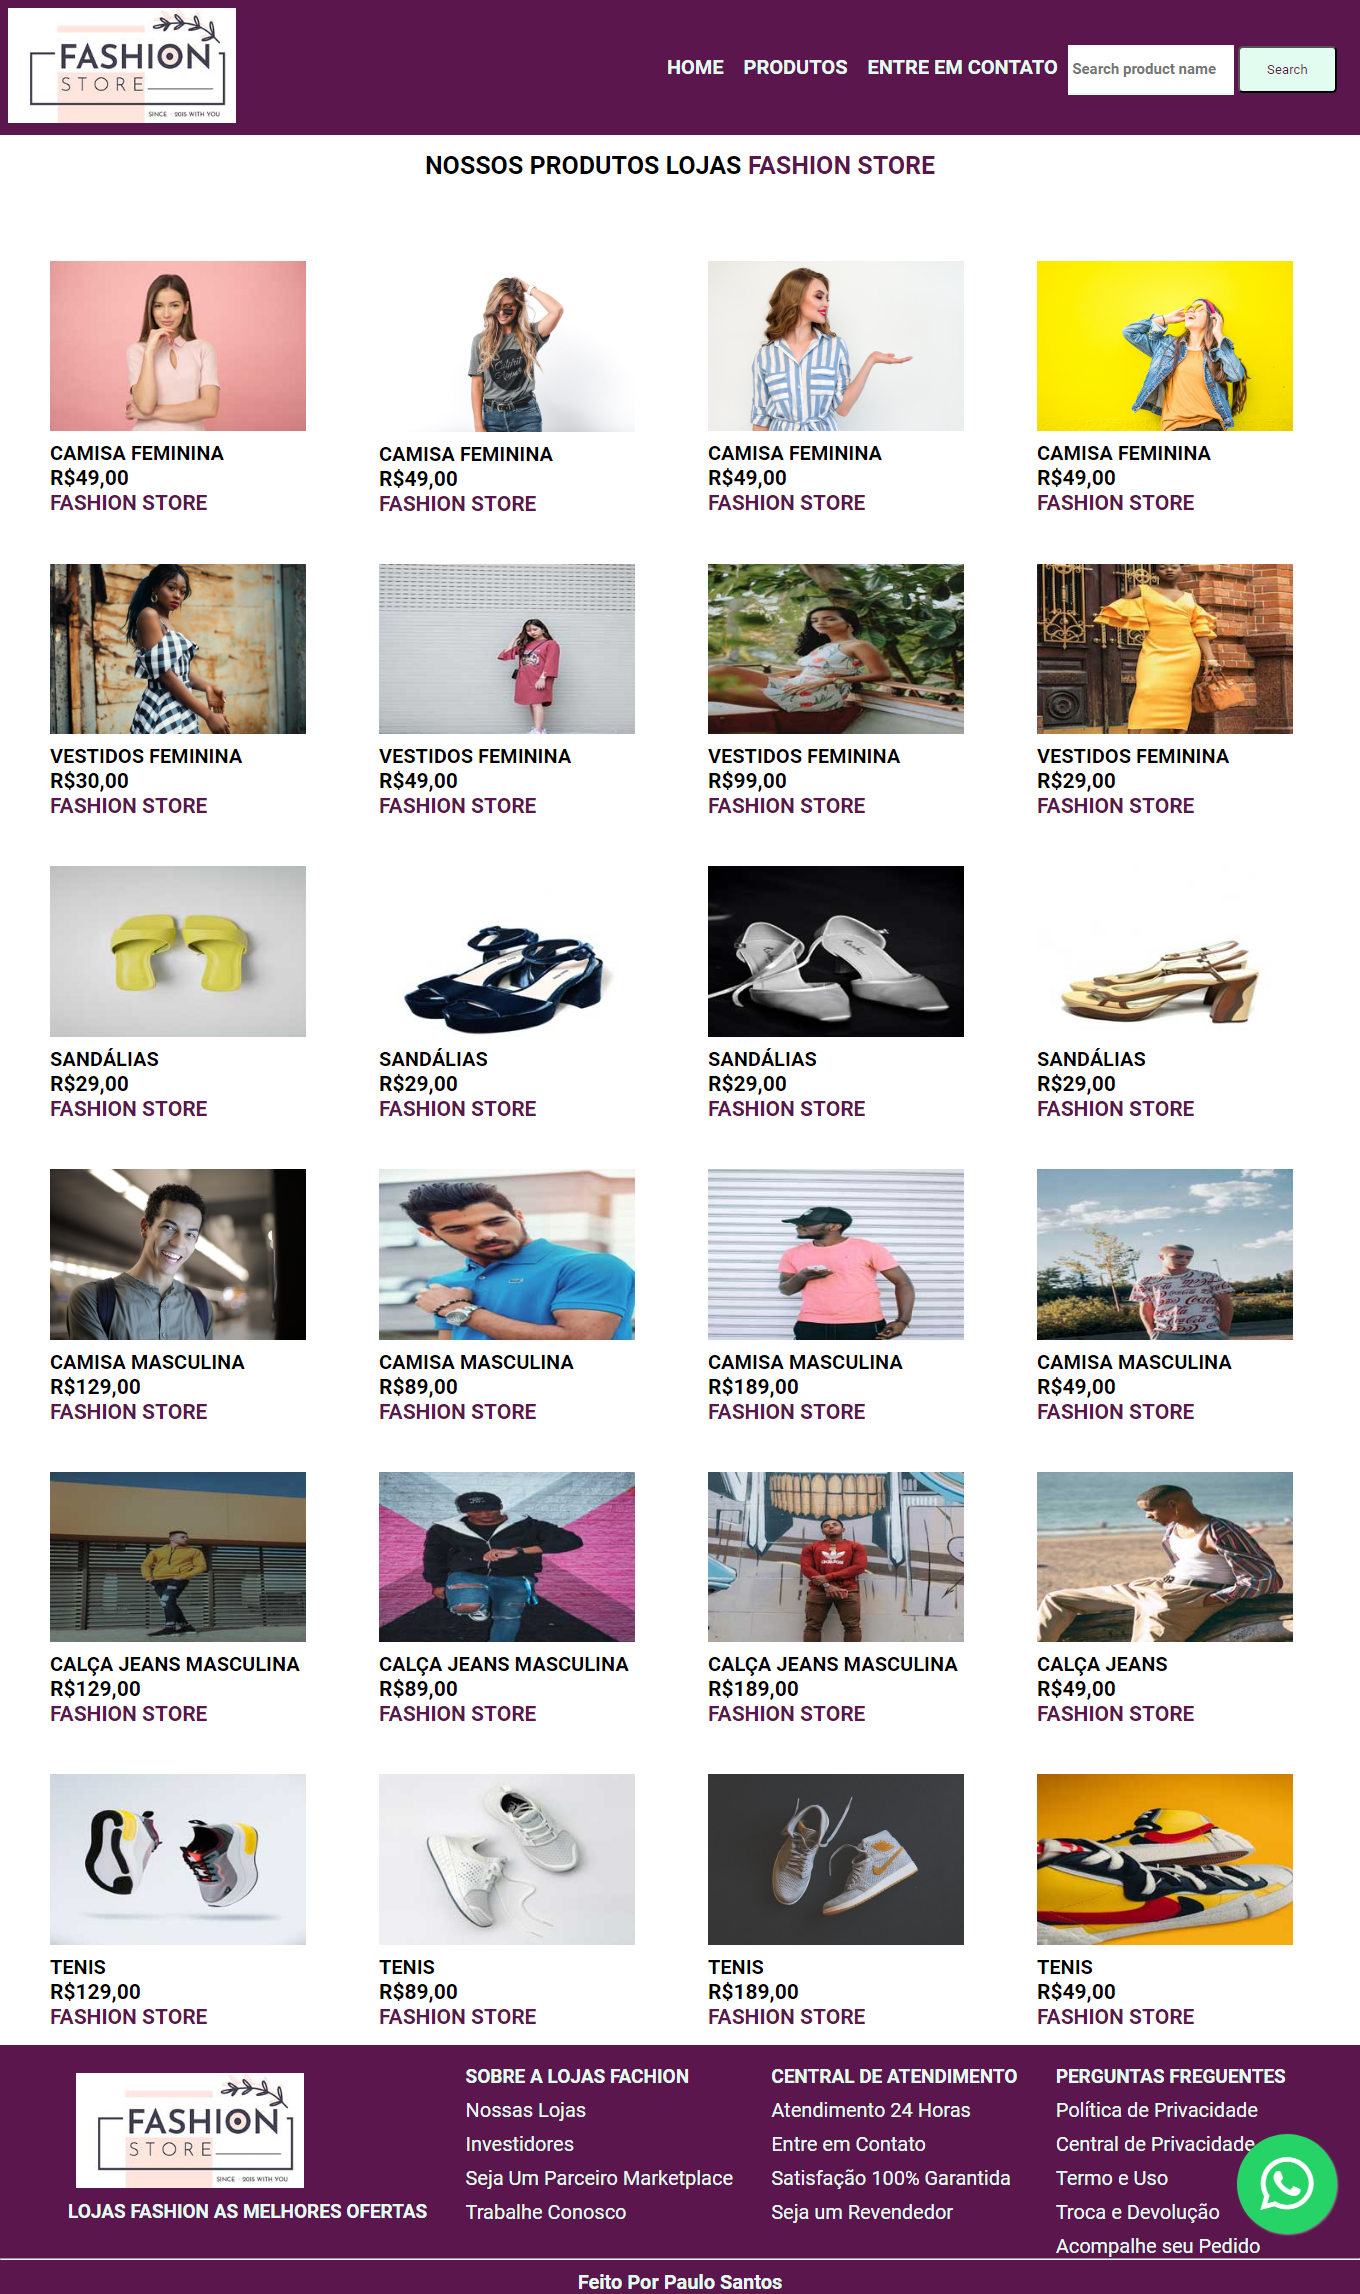 FASHION
STORE
SINCE - 2015 WITH YOU
HOME PRODUTOS ENTRE EM CONTATO Search product name Search
NOSSOS PRODUTOS LOJAS FASHION STORE
CAMISA FEMININA
R$49,00
FASHION STORE
CAMISA FEMININA
R$49,00
FASHION STORE
CAMISA FEMININA
R$49,00
FASHION STORE
CAMISA FEMININA
R$49,00
FASHION STORE
VESTIDOS FEMININA
R$30,00
FASHION STORE
VESTIDOS FEMININA
R$49,00
FASHION STORE
VESTIDOS FEMININA
R$99,00
FASHION STORE
VESTIDOS FEMININA
R$29,00
FASHION STORE
SANDÁLIAS
R$29,00
FASHION STORE
SANDÁLIAS
R$29,00
FASHION STORE
SANDÁLIAS
R$29,00
FASHION STORE
SANDÁLIAS
R$29,00
FASHION STORE
CAMISA MASCULINA
R$129,00
FASHION STORE
CAMISA MASCULINA
R$89,00
FASHION STORE
CAMISA MASCULINA
R$189,00
FASHION STORE
CAMISA MASCULINA
R$49,00
FASHION STORE
CALÇA JEANS MASCULINA
R$129,00
FASHION STORE
CALÇA JEANS MASCULINA
R$89,00
FASHION STORE
adidas
CALÇA JEANS MASCULINA
R$189,00
FASHION STORE
CALÇA JEANS
R$49,00
FASHION STORE
TENIS
R$129,00
FASHION STORE
TENIS
R$89,00
FASHION STORE
TENIS
R$189,00
FASHION STORE
TENIS
R$49,00
FASHION STORE
FASHION
STORE
SINCE - 2015 WITH YOU
LOJAS FASHION AS MELHORES OFERTAS
SOBRE A LOJAS FACHION
Nossas Lojas
Investidores
Seja Um Parceiro Marketplace
Trabalhe Conosco
CENTRAL DE ATENDIMENTO
Atendimento 24 Horas
Entre em Contato
Satisfação 100% Garantida
Seja um Revendedor
PERGUNTAS FREGUENTES
Política de Privacidade
Central de Privacidade
Termo e Uso
Troca e Devolução
Acompalhe seu Pedido
Feito Por Paulo Santos